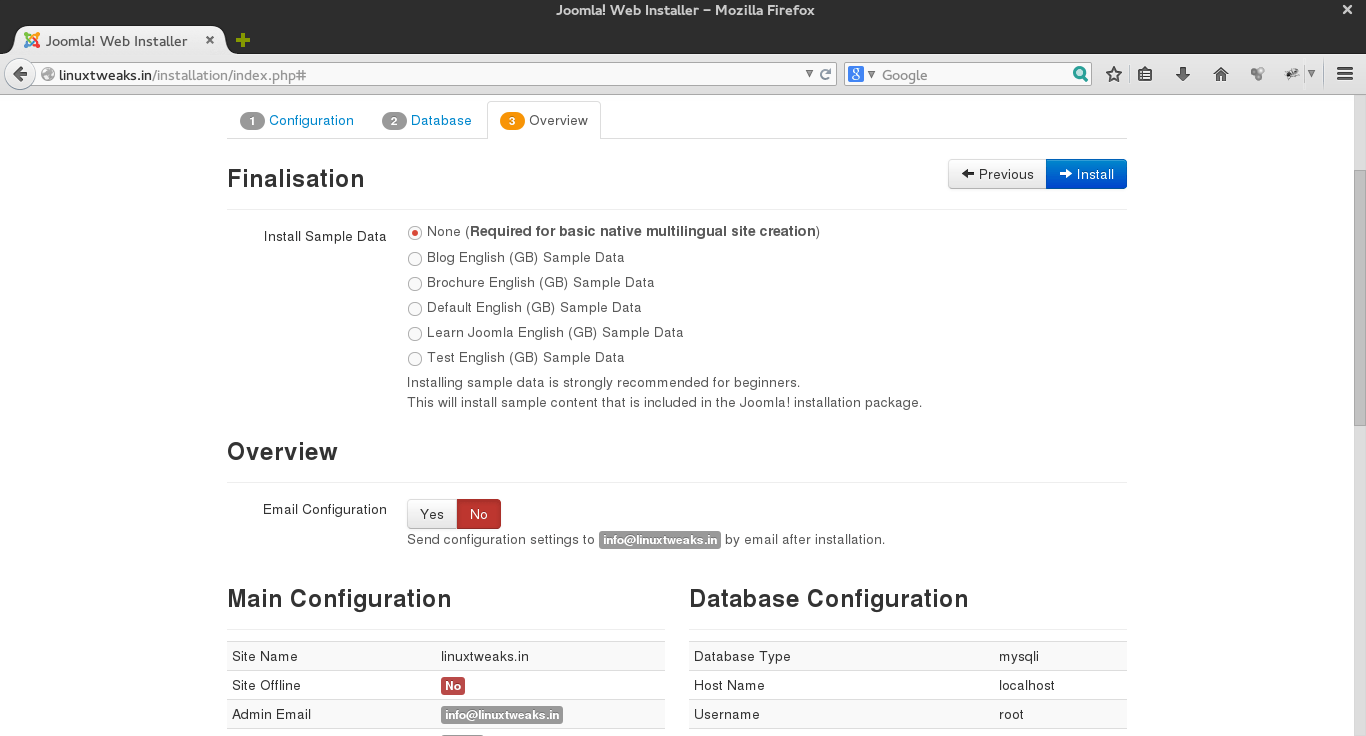 Joomla! Web Installer – Mozilla Firefox
Joomla! Web Installer
linuxtweaks.in/installation/index.php#
Google
1 Configuration
2 Database
3 Overview
Finalisation
Previous
Install
Install Sample Data
None (Required for basic native multilingual site creation)
Blog English (GB) Sample Data
Brochure English (GB) Sample Data
Default English (GB) Sample Data
Learn Joomla English (GB) Sample Data
Test English (GB) Sample Data
Installing sample data is strongly recommended for beginners.
This will install sample content that is included in the Joomla! installation package.
Overview
Email Configuration
Yes No
Send configuration settings to info@linuxtweaks.in by email after installation.
Main Configuration
Site Name linuxtweaks.in
Site Offline No
Admin Email info@linuxtweaks.in
Database Configuration
Database Type mysqli
Host Name localhost
Username root